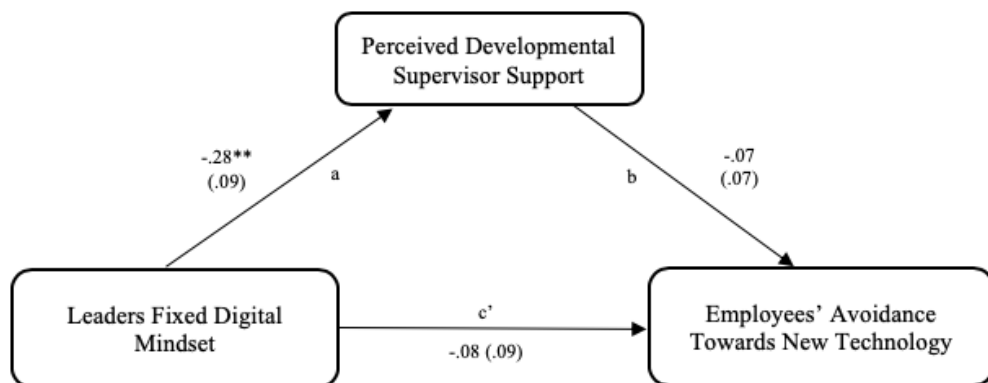 Perceived Developmental
Supervisor Support
-.28**
(.09)
a
b
-.07
(.07)
Leaders Fixed Digital
Mindset
c'
-.08 (.09)
Employees’ Avoidance
Towards New Technology